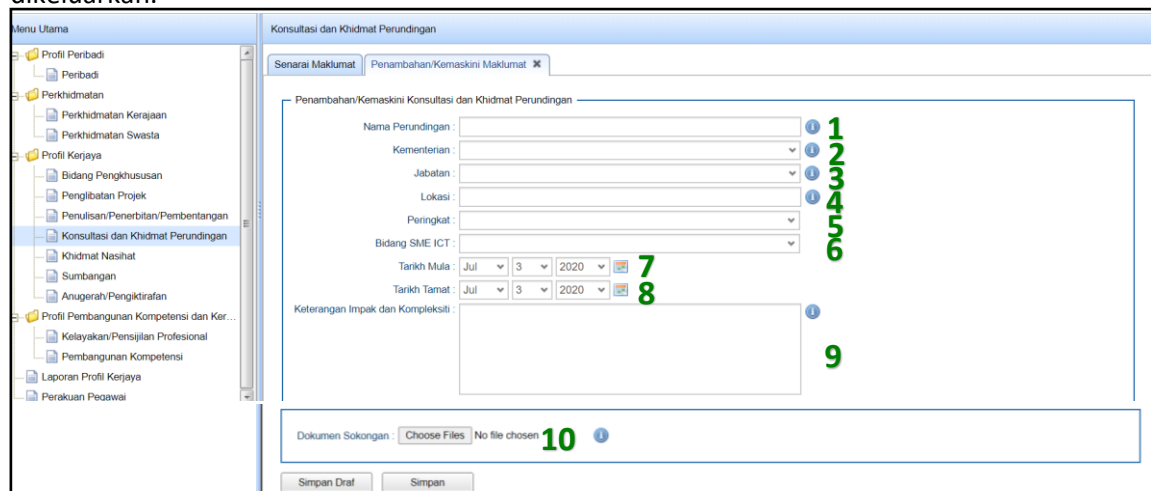 dikeluarkan.
Menu Utama
Profil Peribadi
Peribadi
Perkhidmatan
Perkhidmatan Kerajaan
Perkhidmatan Swasta
Profil Kerjaya
Bidang Pengkhususan
Penglibatan Projek
Penulisan/Penerbitan/Pembentangan
Konsultasi dan Khidmat Perundingan
Khidmat Nasihat
Sumbangan
Anugerah/Pengiktirafan
Profil Pembangunan Kompetensi dan Ker...
Kelayakan/Pensijilan Profesional
Pembangunan Kompetensi
Laporan Profil Kerjaya
Perakuan Pegawai
Konsultasi dan Khidmat Perundingan
Senarai Maklumat Penambahan/Kemaskini Maklumat ✖
Penambahan/Kemaskini Konsultasi dan Khidmat Perundingan
Nama Perundingan : 1
Kementerian : 2
Jabatan : 3
Lokasi : 4
Peringkat : 5
Bidang SME ICT : 6
Tarikh Mula : Jul 3 2020 7
Tarikh Tamat : Jul 3 2020 8
Keterangan Impak dan Kompleksiti :
9
Dokumen Sokongan : Choose Files No file chosen 10
Simpan Draf Simpan